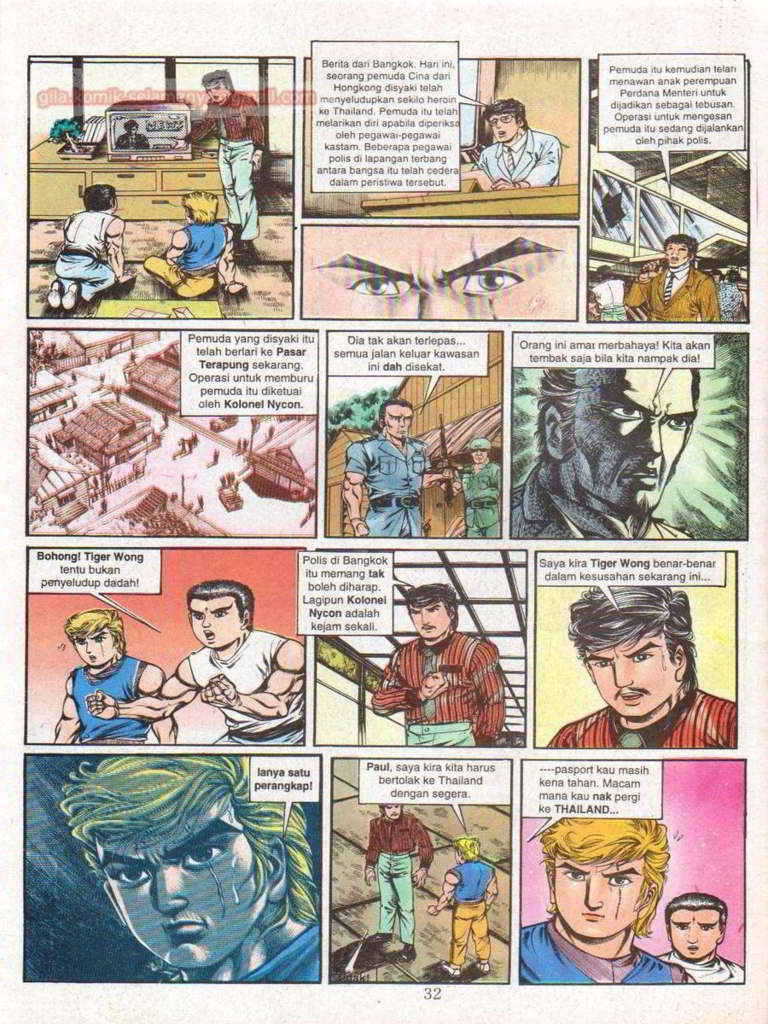 gila.komik.selamanya@gmail.com
NEWS
Berita dari Bangkok. Hari ini,
seorang pemuda Cina dari
Hongkong disyaki telah
menyeludupkan sekilo heroin
ke Thailand. Pemuda itu telah
melarikan diri apabila diperiksa
oleh pegawai-pegawai
kastam. Beberapa pegawai
polis di lapangan terbang
antara bangsa itu telah cedera
dalam peristiwa tersebut.
Pemuda itu kemudian telah
menawan anak perempuan
Perdana Menteri untuk
dijadikan sebagai tebusan.
Operasi untuk mengesan
pemuda itu sedang dijalankan
oleh pihak polis.
Pemuda yang disyaki itu
telah berlari ke Pasar
Terapung sekarang.
Operasi untuk memburu
pemuda itu diketuai
oleh Kolonel Nycon.
Dia tak akan terlepas...
semua jalan keluar kawasan
ini dah disekat.
Orang ini amat merbahaya! Kita akan
tembak saja bila kita nampak dia!
Bohong! Tiger Wong
tentu bukan
penyeludup dadah!
Polis di Bangkok
itu memang tak
boleh diharap.
Lagipun Kolonel
Nycon adalah
kejam sekali.
Saya kira Tiger Wong benar-benar
dalam kesusahan sekarang ini...
Ianya satu
perangkap!
Paul, saya kira kita harus
bertolak ke Thailand
dengan segera.
----pasport kau masih
kena tahan. Macam
mana kau nak pergi
ke THAILAND...
32